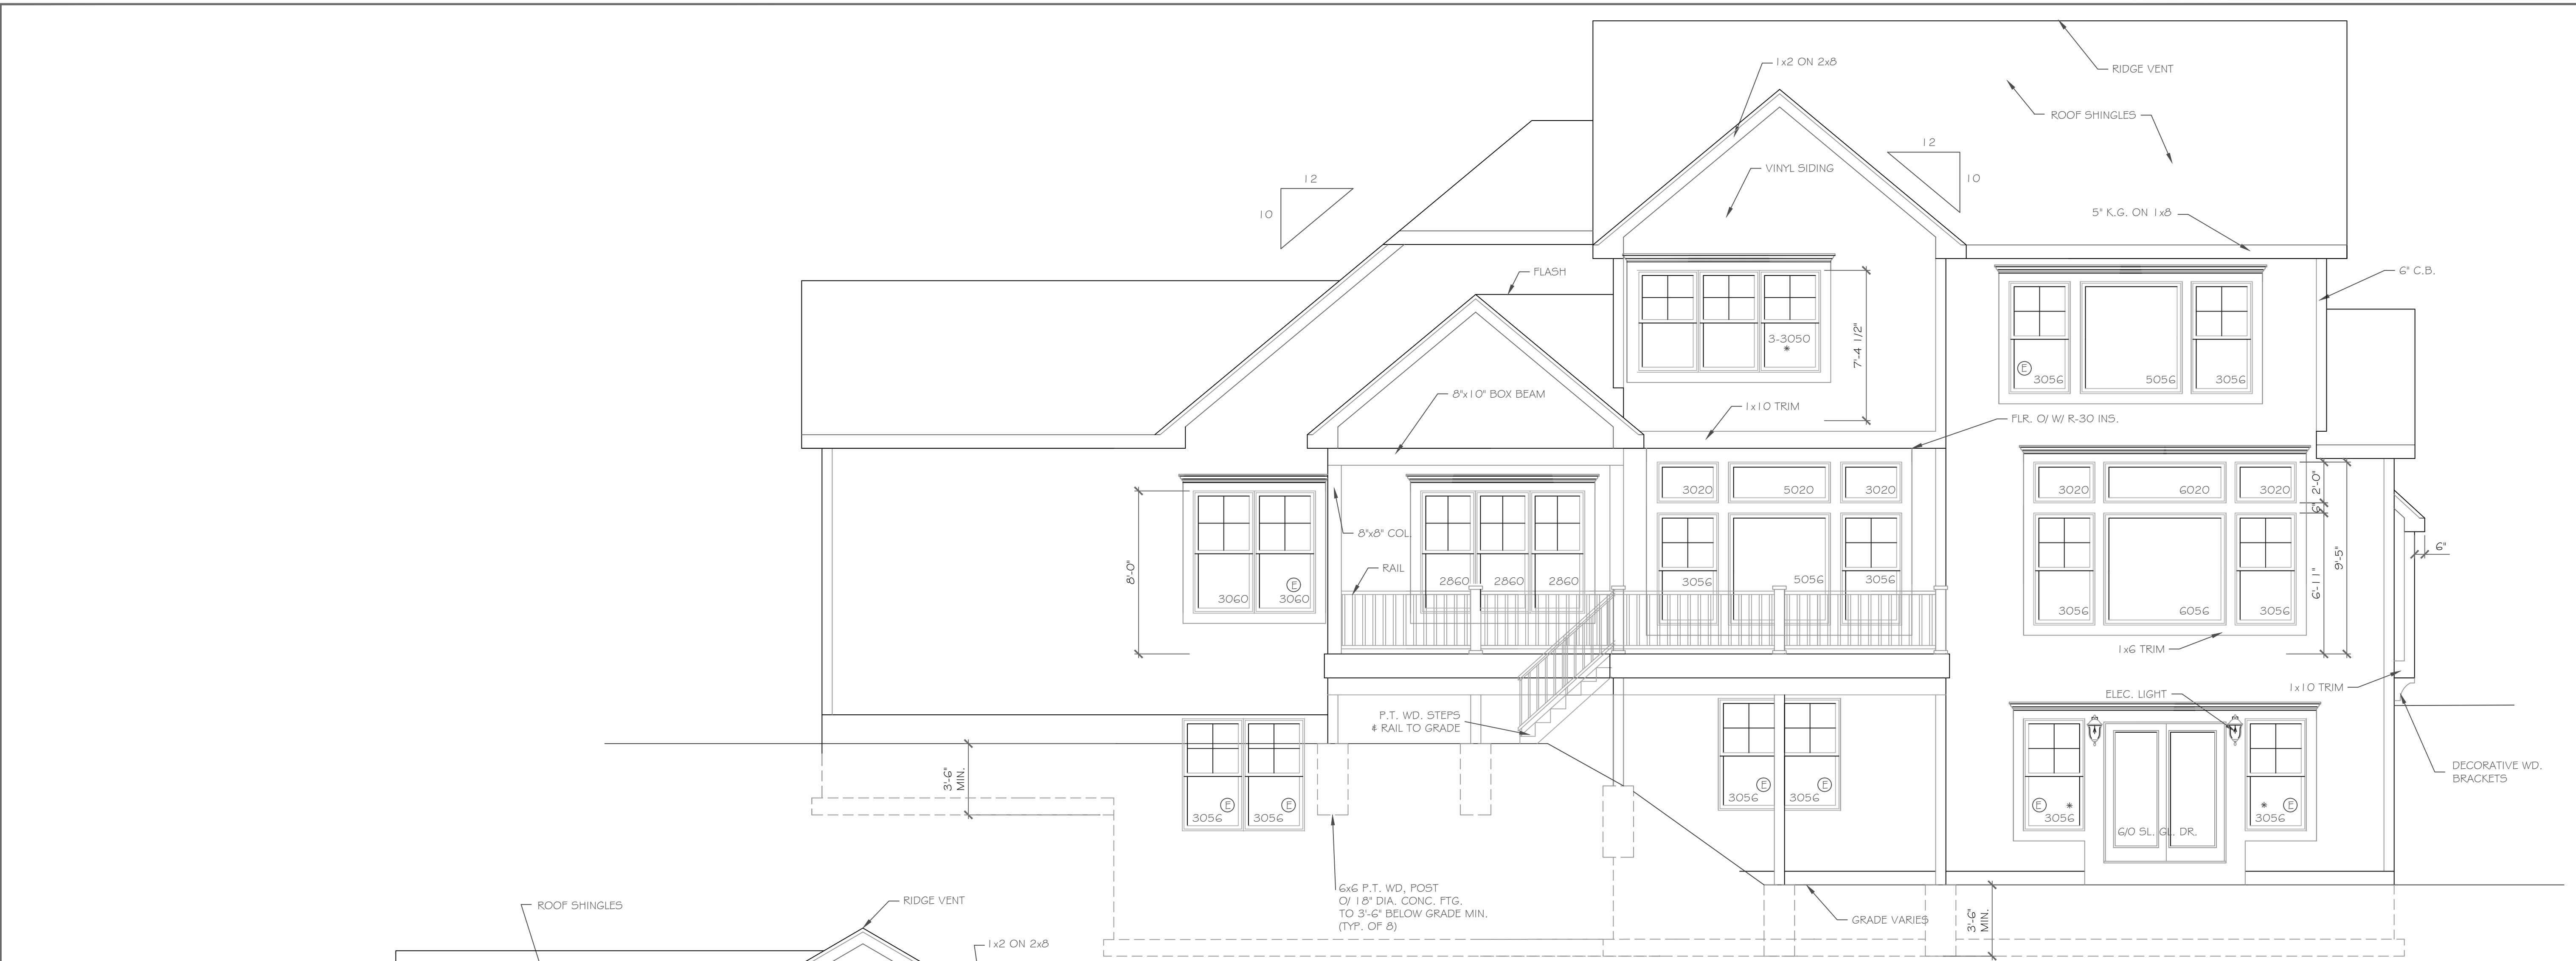 1x2 ON 2x8
RIDGE VENT
ROOF SHINGLES
12
10
12
10
VINYL SIDING
5" K.G. ON 1x8
FLASH
6" C.B.
3-3050
*
7'-4 1/2"
E
3056
5056
3056
8"x10" BOX BEAM
1x10 TRIM
FLR. O/ W/ R-30 INS.
3020
5020
3020
3020
6020
3020
2'-0"
6"
8"x8" COL.
RAIL
8'-0"
6"
9'-5"
6'-11"
E
3060
3060
2860
2860
2860
3056
5056
3056
3056
6056
3056
1x6 TRIM
1x10 TRIM
ELEC. LIGHT
P.T. WD. STEPS
& RAIL TO GRADE
3'-6"
MIN.
DECORATIVE WD.
BRACKETS
E
E
3056
3056
E
E
3056
3056
E
*
3056
*
E
3056
6/0 SL. GL. DR.
6x6 P.T. WD, POST
O/ 18" DIA. CONC. FTG.
TO 3'-6" BELOW GRADE MIN.
(TYP. OF 8)
GRADE VARIES
3'-6"
MIN.
ROOF SHINGLES
RIDGE VENT
1x2 ON 2x8